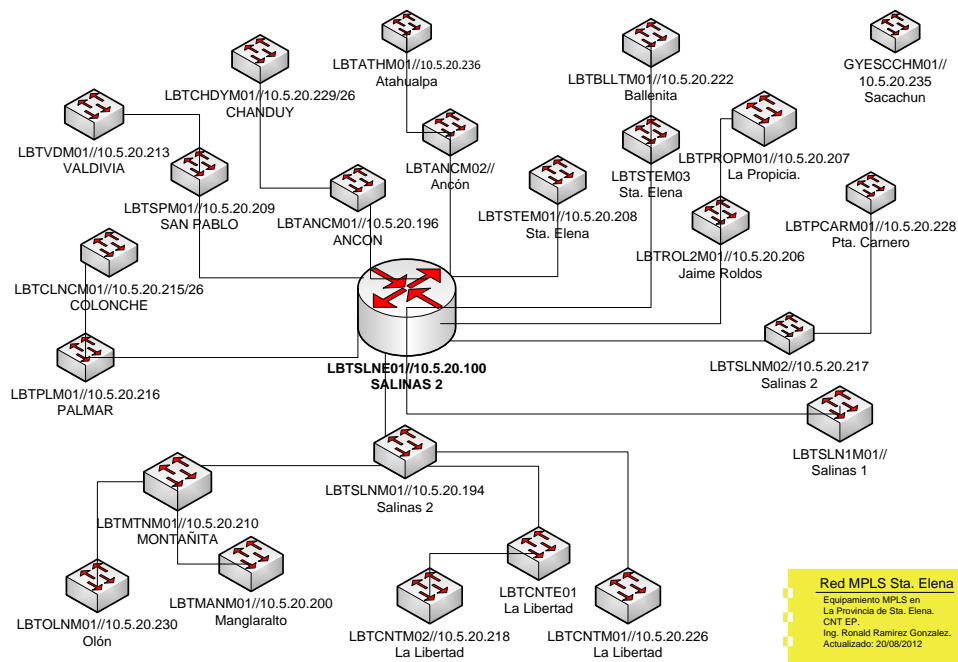 LBTATHM01//10.5.20.236
Atahualpa
LBTCHDYM01//10.5.20.229/26
CHANDUY
LBTBLLTM01//10.5.20.222
Ballenita
GYESCCHM01//
10.5.20.235
Sacachun
LBTVDM01//10.5.20.213
VALDIVIA
LBTSPM01//10.5.20.209
SAN PABLO
LBTANCM01//10.5.20.196
ANCON
LBTANCM02//
Ancón
LBTSTEM01//10.5.20.208
Sta. Elena
LBTSTEM03
Sta. Elena
LBTPROPM01//10.5.20.207
La Propicia.
LBTROL2M01//10.5.20.206
Jaime Roldos
LBTPCARM01//10.5.20.228
Pta. Carnero
LBTCLNCM01//10.5.20.215/26
COLONCHE
LBTPLM01//10.5.20.216
PALMAR
LBTSLNE01//10.5.20.100
SALINAS 2
LBTSLNM02//10.5.20.217
Salinas 2
LBTSLN1M01//
Salinas 1
LBTSLNM01//10.5.20.194
Salinas 2
LBTMTNM01//10.5.20.210
MONTAÑITA
LBTOLNM01//10.5.20.230
Olón
LBTMANM01//10.5.20.200
Manglaralto
LBTCNTE01
La Libertad
LBTCNTM02//10.5.20.218
La Libertad
LBTCNTM01//10.5.20.226
La Libertad
Red MPLS Sta. Elena
Equipamiento MPLS en
La Provincia de Sta. Elena.
CNT EP.
Ing. Ronald Ramirez Gonzalez.
Actualizado: 20/08/2012